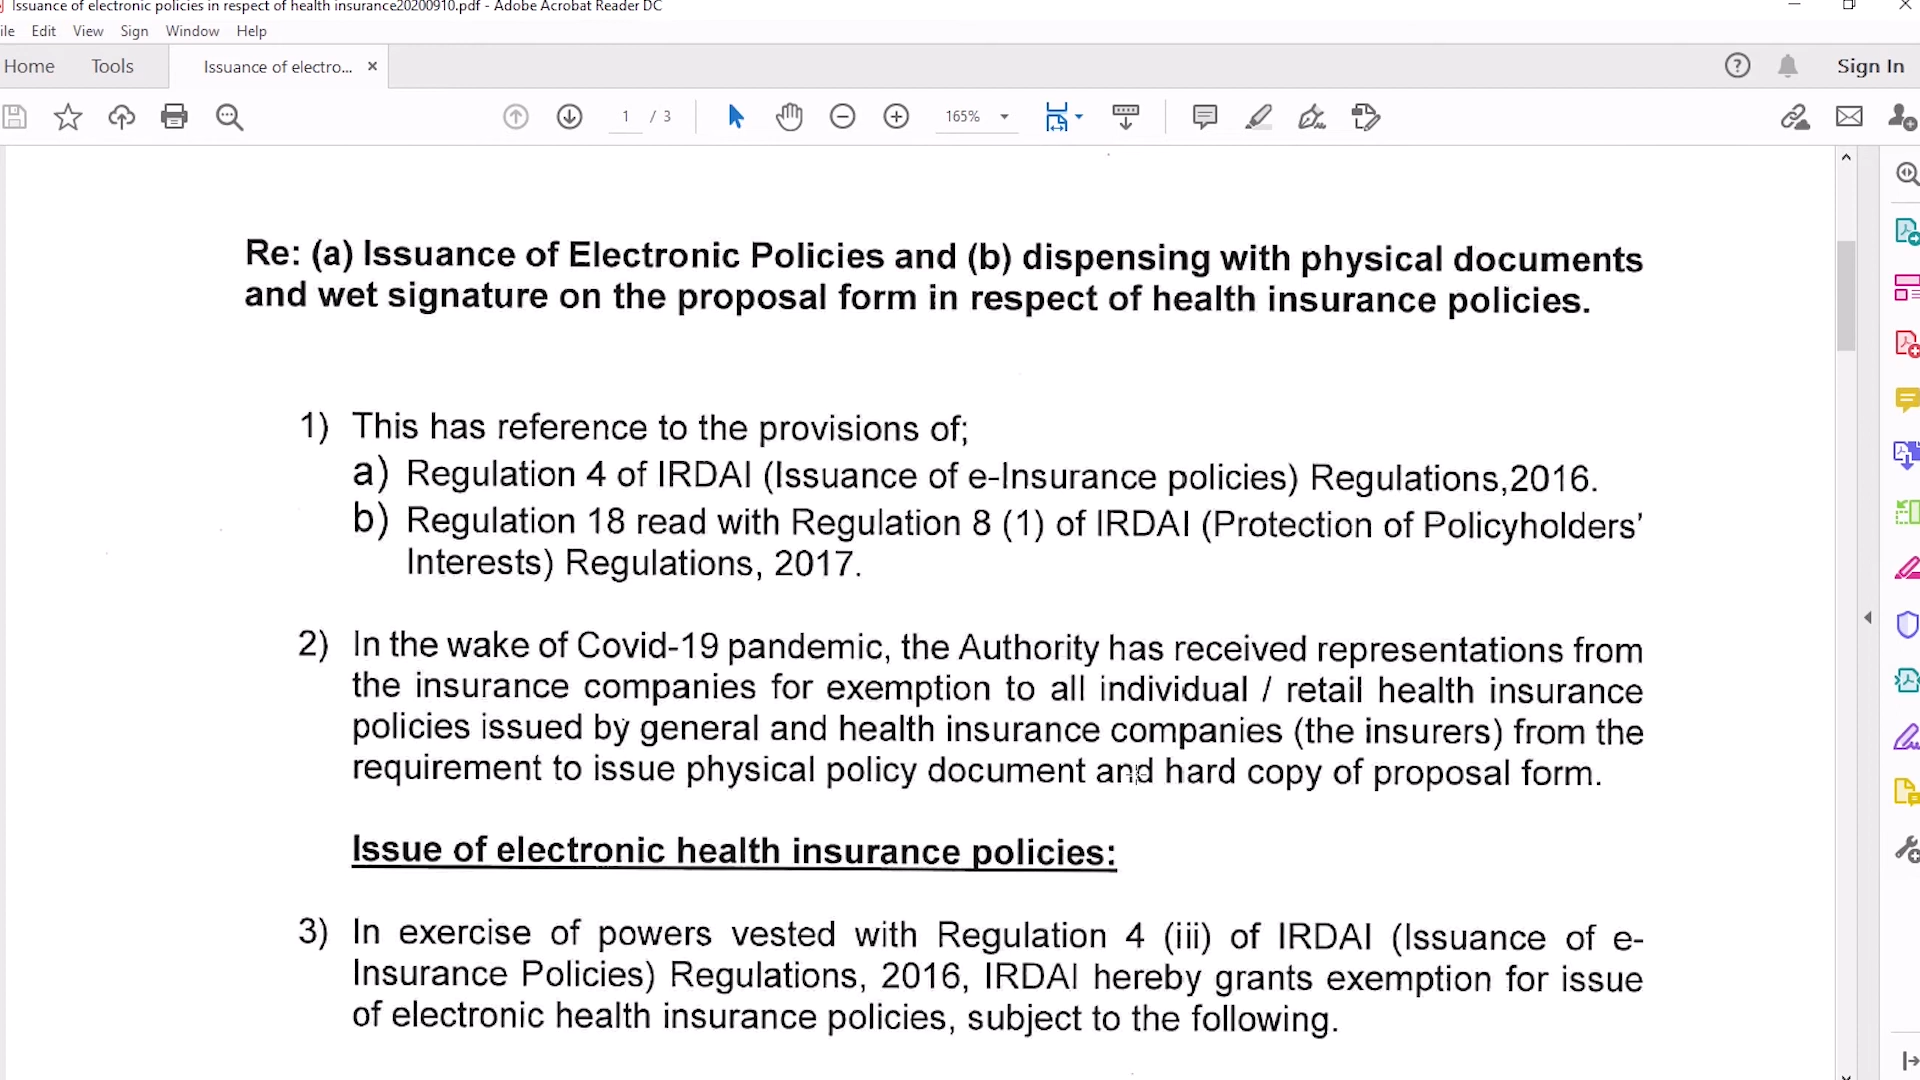 Issuance of electronic policies in respect of health insurance20200910.pdf - Adobe Acrobat Reader DC
ile Edit View Sign Window Help
Home Tools Issuance of electro... × Sign In
1 / 3 165%
Re: (a) Issuance of Electronic Policies and (b) dispensing with physical documents
and wet signature on the proposal form in respect of health insurance policies.
1) This has reference to the provisions of;
a) Regulation 4 of IRDAI (Issuance of e-Insurance policies) Regulations,2016.
b) Regulation 18 read with Regulation 8 (1) of IRDAI (Protection of Policyholders'
Interests) Regulations, 2017.
2) In the wake of Covid-19 pandemic, the Authority has received representations from
the insurance companies for exemption to all individual / retail health insurance
policies issued by general and health insurance companies (the insurers) from the
requirement to issue physical policy document and hard copy of proposal form.
Issue of electronic health insurance policies:
3) In exercise of powers vested with Regulation 4 (iii) of IRDAI (Issuance of e-
Insurance Policies) Regulations, 2016, IRDAI hereby grants exemption for issue
of electronic health insurance policies, subject to the following.